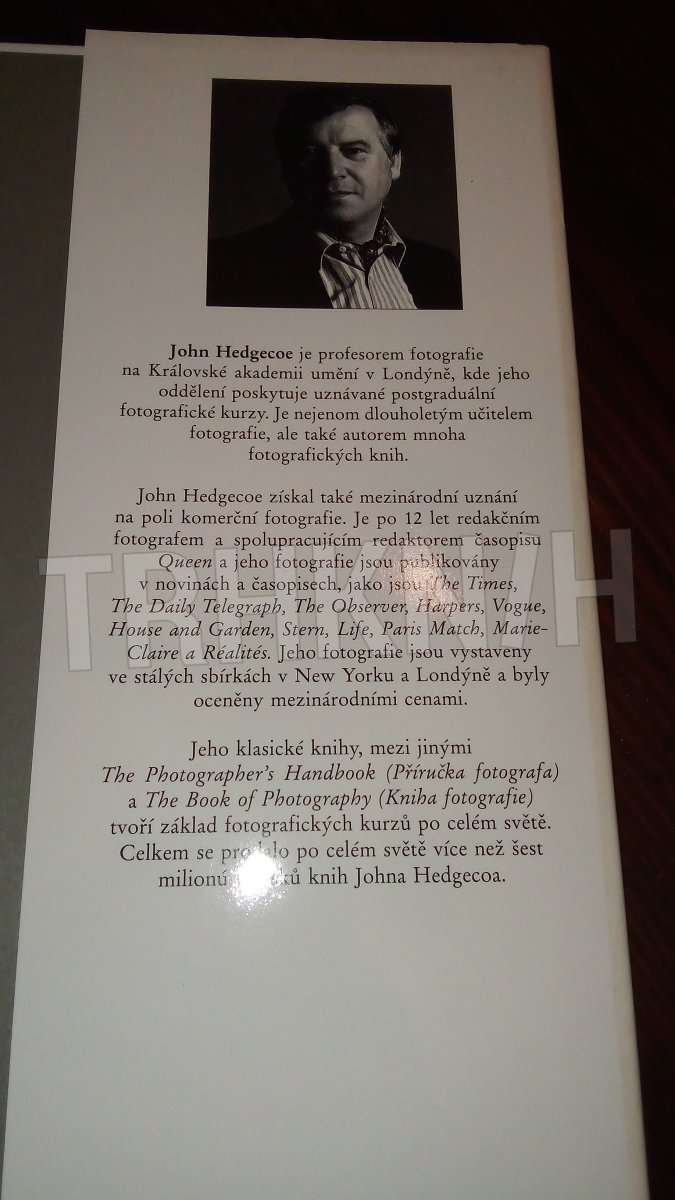 John Hedgecoe je profesorem fotografie
na Královské akademii umění v Londýně, kde jeho
oddělení poskytuje uznávané postgraduální
fotografické kurzy. Je nejenom dlouholetým učitelem
fotografie, ale také autorem mnoha
fotografických knih.
John Hedgecoe získal také mezinárodní uznání
na poli komerční fotografie. Je po 12 let redakčním
fotografem a spolupracujícím redaktorem časopisu
Queen a jeho fotografie jsou publikovány
v novinách a časopisech, jako jsou The Times,
The Daily Telegraph, The Observer, Harpers, Vogue,
House and Garden, Stern, Life, Paris Match, Marie-
Claire a Réalités. Jeho fotografie jsou vystaveny
ve stálých sbírkách v New Yorku a Londýně a byly
oceněny mezinárodními cenami.
Jeho klasické knihy, mezi jinými
The Photographer's Handbook (Příručka fotografa)
a The Book of Photography (Kniha fotografie)
tvoří základ fotografických kurzů po celém světě.
Celkem se prodalo po celém světě více než šest
milionů knih Johna Hedgecoa.